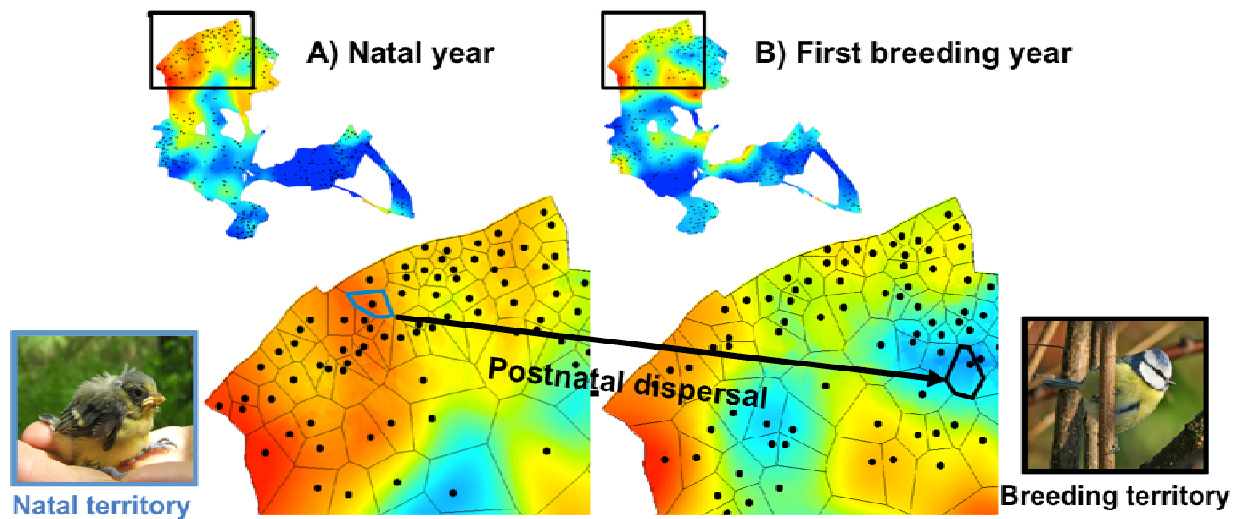 A) Natal year
B) First breeding year
Postnatal dispersal
Natal territory
Breeding territory